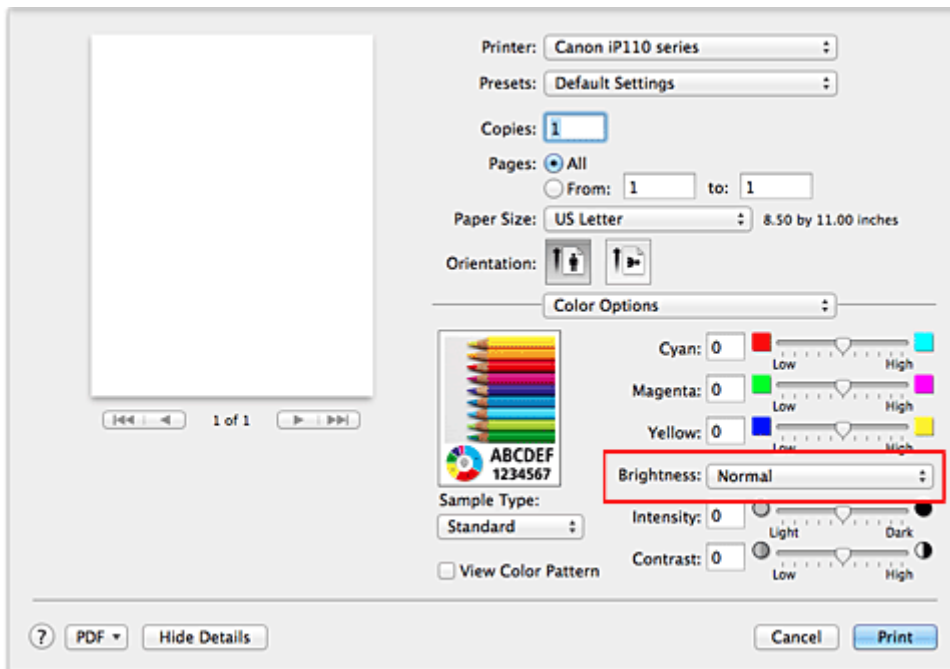 Printer: Canon iP110 series
Presets: Default Settings
Copies: 1
Pages: All
From: 1 to: 1
Paper Size: US Letter 8.50 by 11.00 inches
Orientation:
Color Options
1 of 1
Cyan: 0
Low High
Magenta: 0
Low High
Yellow: 0
Low High
ABCDEF
1234567
Brightness: Normal
Sample Type:
Standard
Intensity: 0
Light Dark
View Color Pattern
Contrast: 0
Low High
? PDF Hide Details Cancel Print